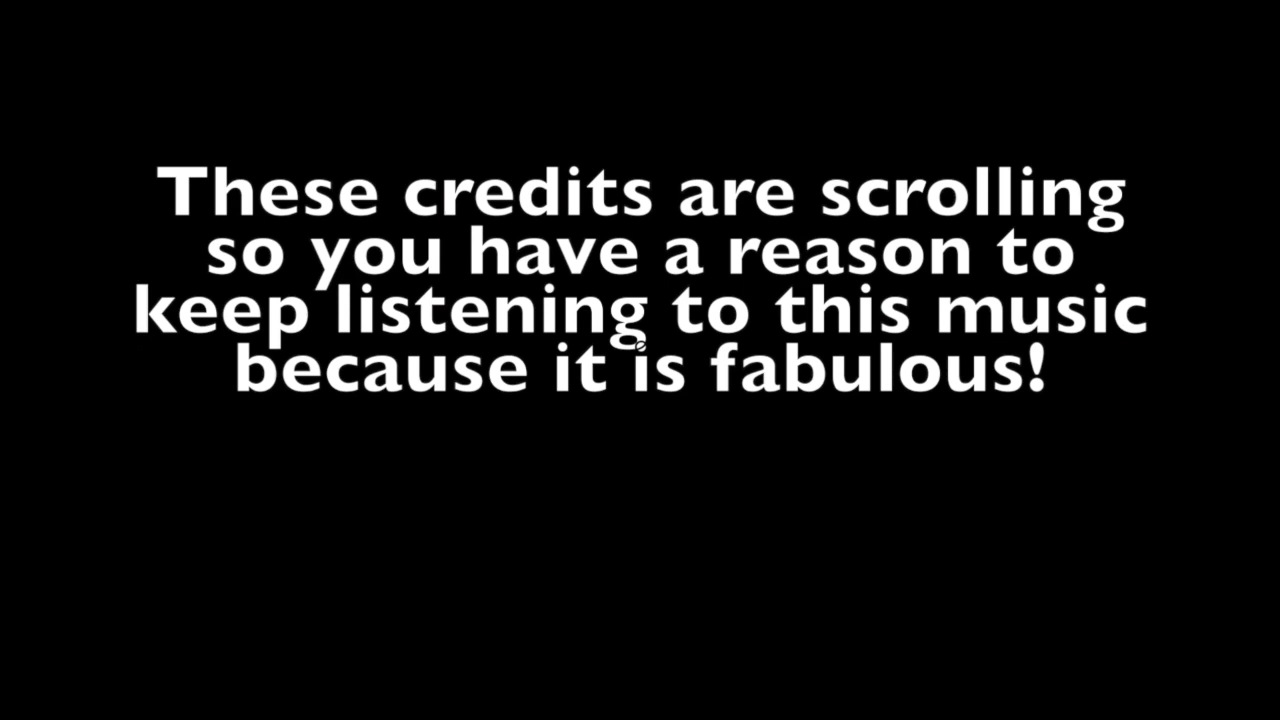 These credits are scrolling
so you have a reason to
keep listening to this music
because it is fabulous!